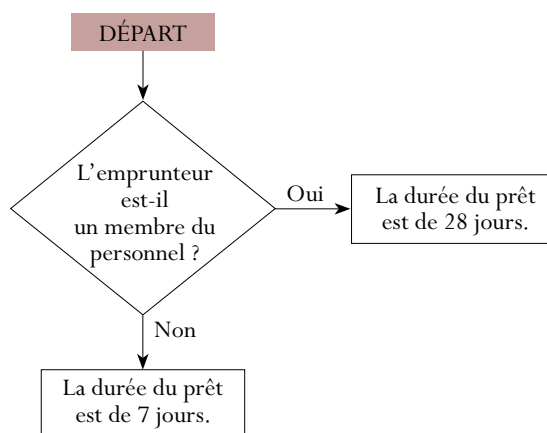 DÉPART
L'emprunteur
est-il
un membre du
personnel ?
Oui
La durée du prêt
est de 28 jours.
Non
La durée du prêt
est de 7 jours.